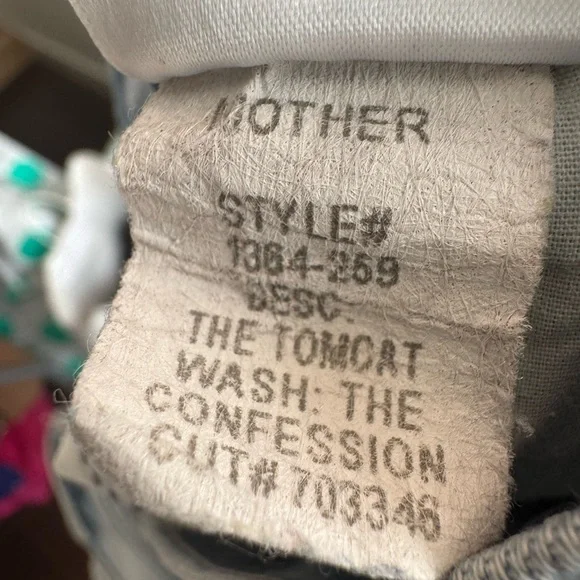 MOTHER
STYLE#
1364-259
DESC:
THE TOMCAT
WASH: THE
CONFESSION
CUT# 703346